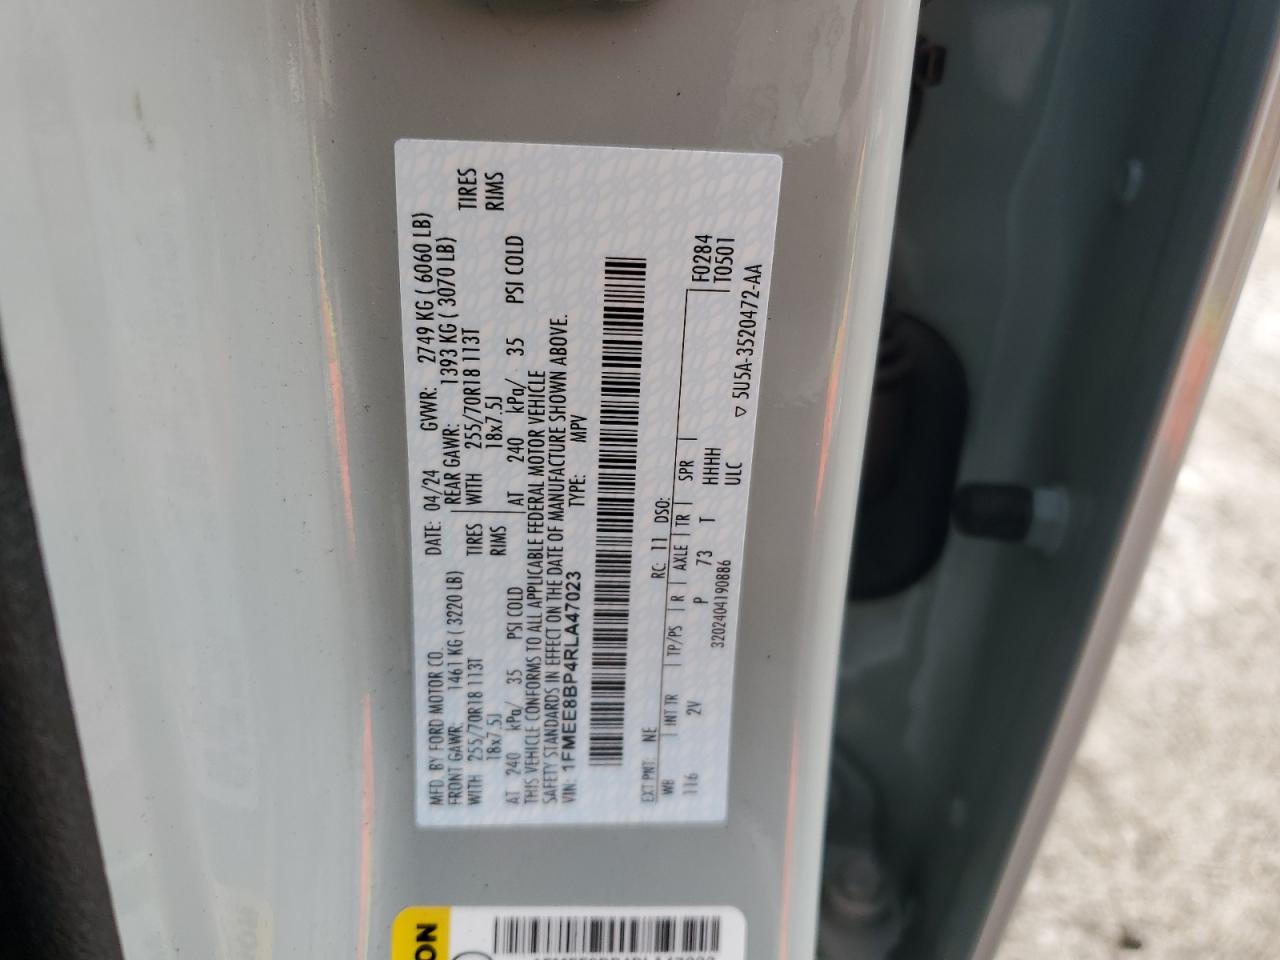 MFD. BY FORD MOTOR CO.
DATE: 04/24 GVWR: 2749 KG ( 6060 LB)
FRONT GAWR: 1461 KG ( 3220 LB) REAR GAWR: 1393 KG ( 3070 LB)
WITH 255/70R18 113T TIRES WITH 255/70R18 113T TIRES
18x7.5J RIMS 18x7.5J RIMS
AT 240 kPa/ 35 PSI COLD AT 240 kPa/ 35 PSI COLD
THIS VEHICLE CONFORMS TO ALL APPLICABLE FEDERAL MOTOR VEHICLE
SAFETY STANDARDS IN EFFECT ON THE DATE OF MANUFACTURE SHOWN ABOVE.
VIN: 1FMEE8BP4RLA47023 TYPE: MPV
EXT PNT: NE RC: 11 DSO: F0284
WB INT TR TP/PS R AXLE TR SPR T0501
116 2V P 73 T HHHH
ULC
3202404190886 ▽ 5U5A-3520472-AA